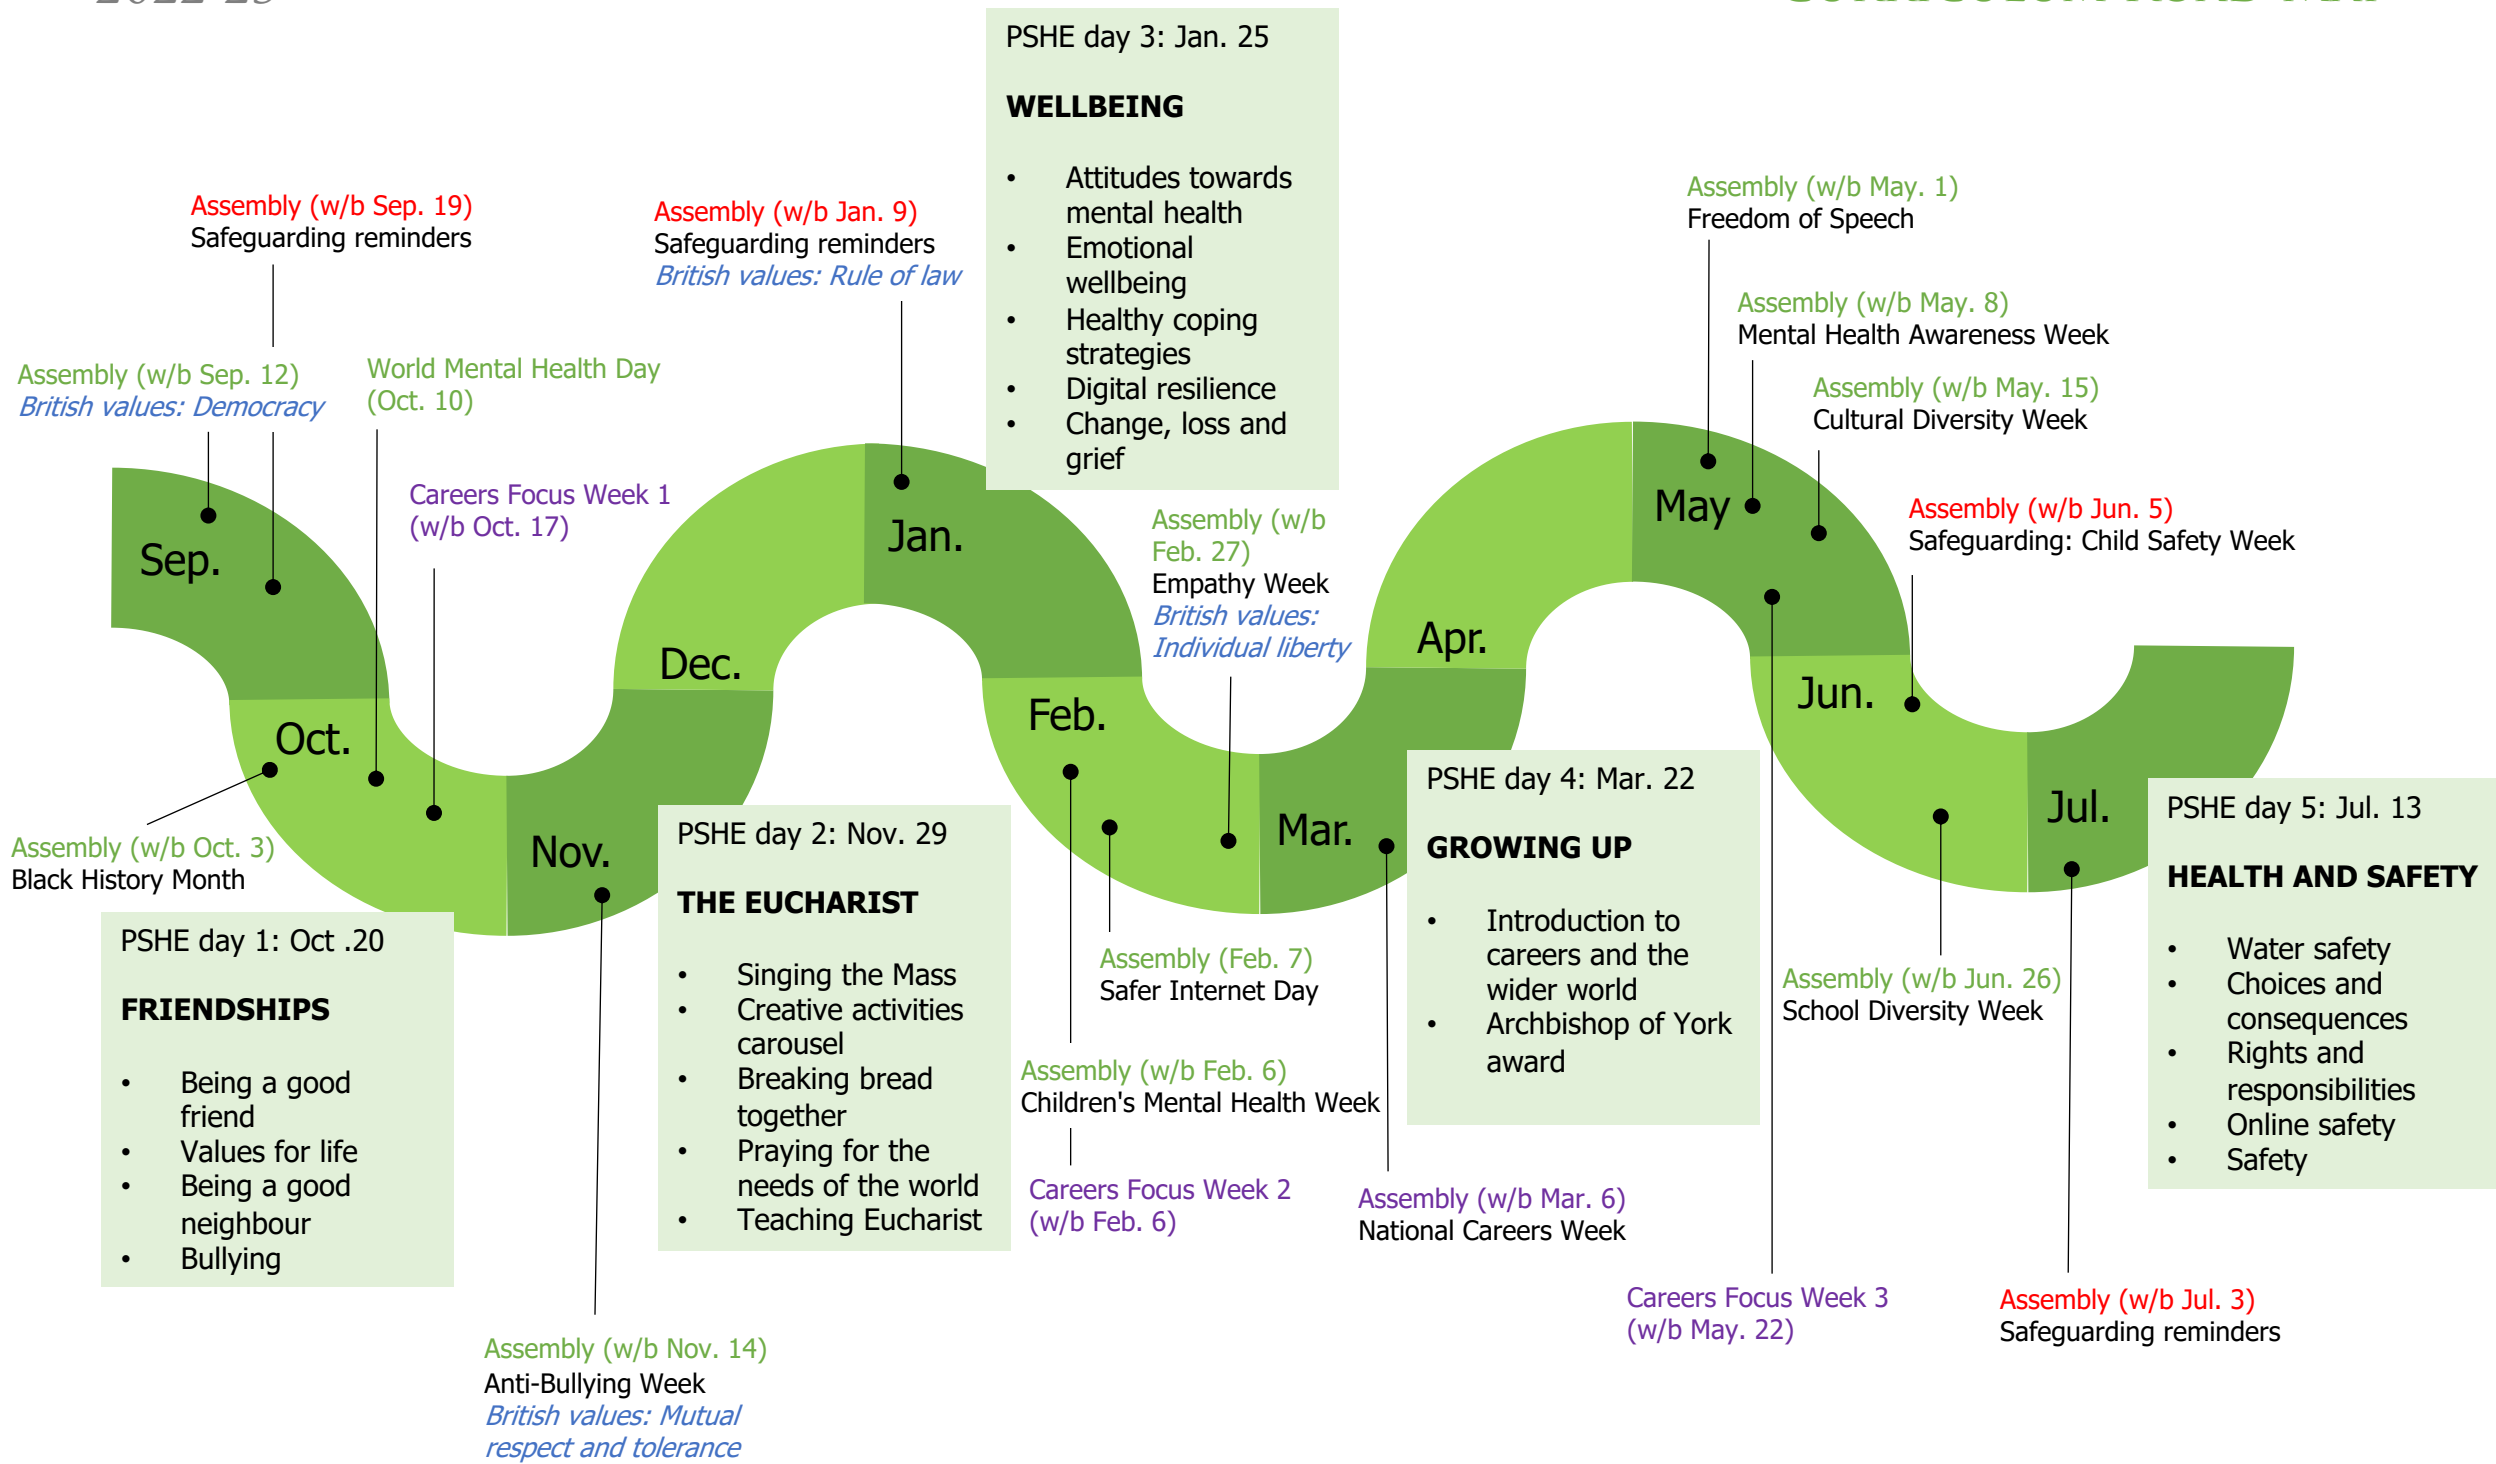 2022-23
CURRICULUM ROAD MAP
PSHE day 3: Jan. 25
WELLBEING
• Attitudes towards
mental health
• Emotional
wellbeing
• Healthy coping
strategies
• Digital resilience
• Change, loss and
grief
Assembly (w/b Sep. 19)
Safeguarding reminders
Assembly (w/b Jan. 9)
Safeguarding reminders
British values: Rule of law
Assembly (w/b May. 1)
Freedom of Speech
Assembly (w/b May. 8)
Mental Health Awareness Week
Assembly (w/b May. 15)
Cultural Diversity Week
Assembly (w/b Sep. 12)
British values: Democracy
World Mental Health Day
(Oct. 10)
Careers Focus Week 1
(w/b Oct. 17)
Assembly (w/b
Feb. 27)
Empathy Week
British values:
Individual liberty
Assembly (w/b Jun. 5)
Safeguarding: Child Safety Week
Sep.
Oct.
Nov.
Dec.
Jan.
Feb.
Mar.
Apr.
May
Jun.
Jul.
Assembly (w/b Oct. 3)
Black History Month
PSHE day 1: Oct .20
FRIENDSHIPS
• Being a good
friend
• Values for life
• Being a good
neighbour
• Bullying
PSHE day 2: Nov. 29
THE EUCHARIST
• Singing the Mass
• Creative activities
carousel
• Breaking bread
together
• Praying for the
needs of the world
• Teaching Eucharist
Assembly (w/b Nov. 14)
Anti-Bullying Week
British values: Mutual
respect and tolerance
Assembly (Feb. 7)
Safer Internet Day
Assembly (w/b Feb. 6)
Children's Mental Health Week
Careers Focus Week 2
(w/b Feb. 6)
PSHE day 4: Mar. 22
GROWING UP
• Introduction to
careers and the
wider world
• Archbishop of York
award
Assembly (w/b Mar. 6)
National Careers Week
Careers Focus Week 3
(w/b May. 22)
Assembly (w/b Jun. 26)
School Diversity Week
PSHE day 5: Jul. 13
HEALTH AND SAFETY
• Water safety
• Choices and
consequences
• Rights and
responsibilities
• Online safety
• Safety
Assembly (w/b Jul. 3)
Safeguarding reminders